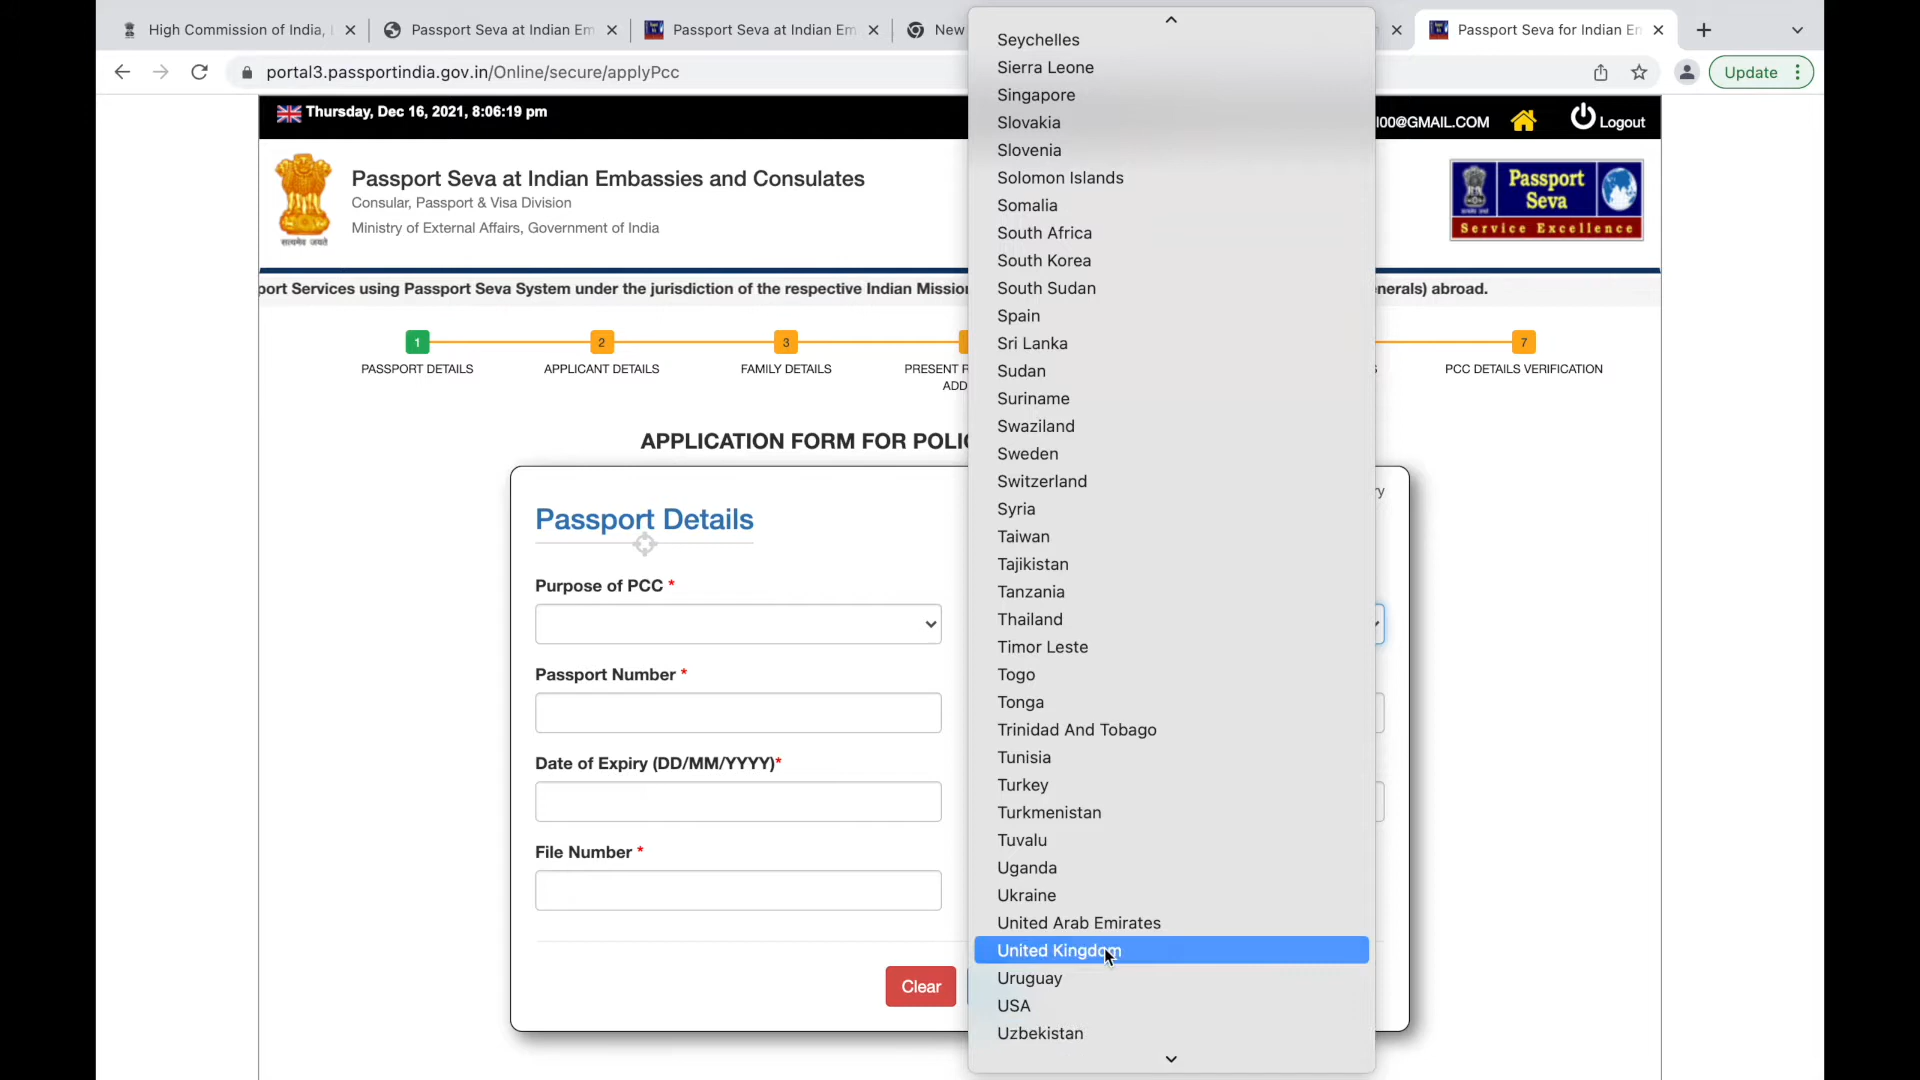 High Commission of India,
Passport Seva at Indian Em
Passport Seva at Indian Em
New
Passport Seva for Indian En
portal3.passportindia.gov.in/Online/secure/applyPcc
Update
Thursday, Dec 16, 2021, 8:06:19 pm
I00@GMAIL.COM
Logout
Passport Seva at Indian Embassies and Consulates
Consular, Passport & Visa Division
Ministry of External Affairs, Government of India
सत्यमेव जयते
Passport
Seva
Service Excellence
port Services using Passport Seva System under the jurisdiction of the respective Indian Missio
nerals) abroad.
1
2
3
7
PASSPORT DETAILS
APPLICANT DETAILS
FAMILY DETAILS
PRESENT R
ADD
S
PCC DETAILS VERIFICATION
APPLICATION FORM FOR POLIC
ry
Passport Details
Purpose of PCC *
Passport Number *
Date of Expiry (DD/MM/YYYY)*
File Number *
Clear
Seychelles
Sierra Leone
Singapore
Slovakia
Slovenia
Solomon Islands
Somalia
South Africa
South Korea
South Sudan
Spain
Sri Lanka
Sudan
Suriname
Swaziland
Sweden
Switzerland
Syria
Taiwan
Tajikistan
Tanzania
Thailand
Timor Leste
Togo
Tonga
Trinidad And Tobago
Tunisia
Turkey
Turkmenistan
Tuvalu
Uganda
Ukraine
United Arab Emirates
United Kingdom
Uruguay
USA
Uzbekistan